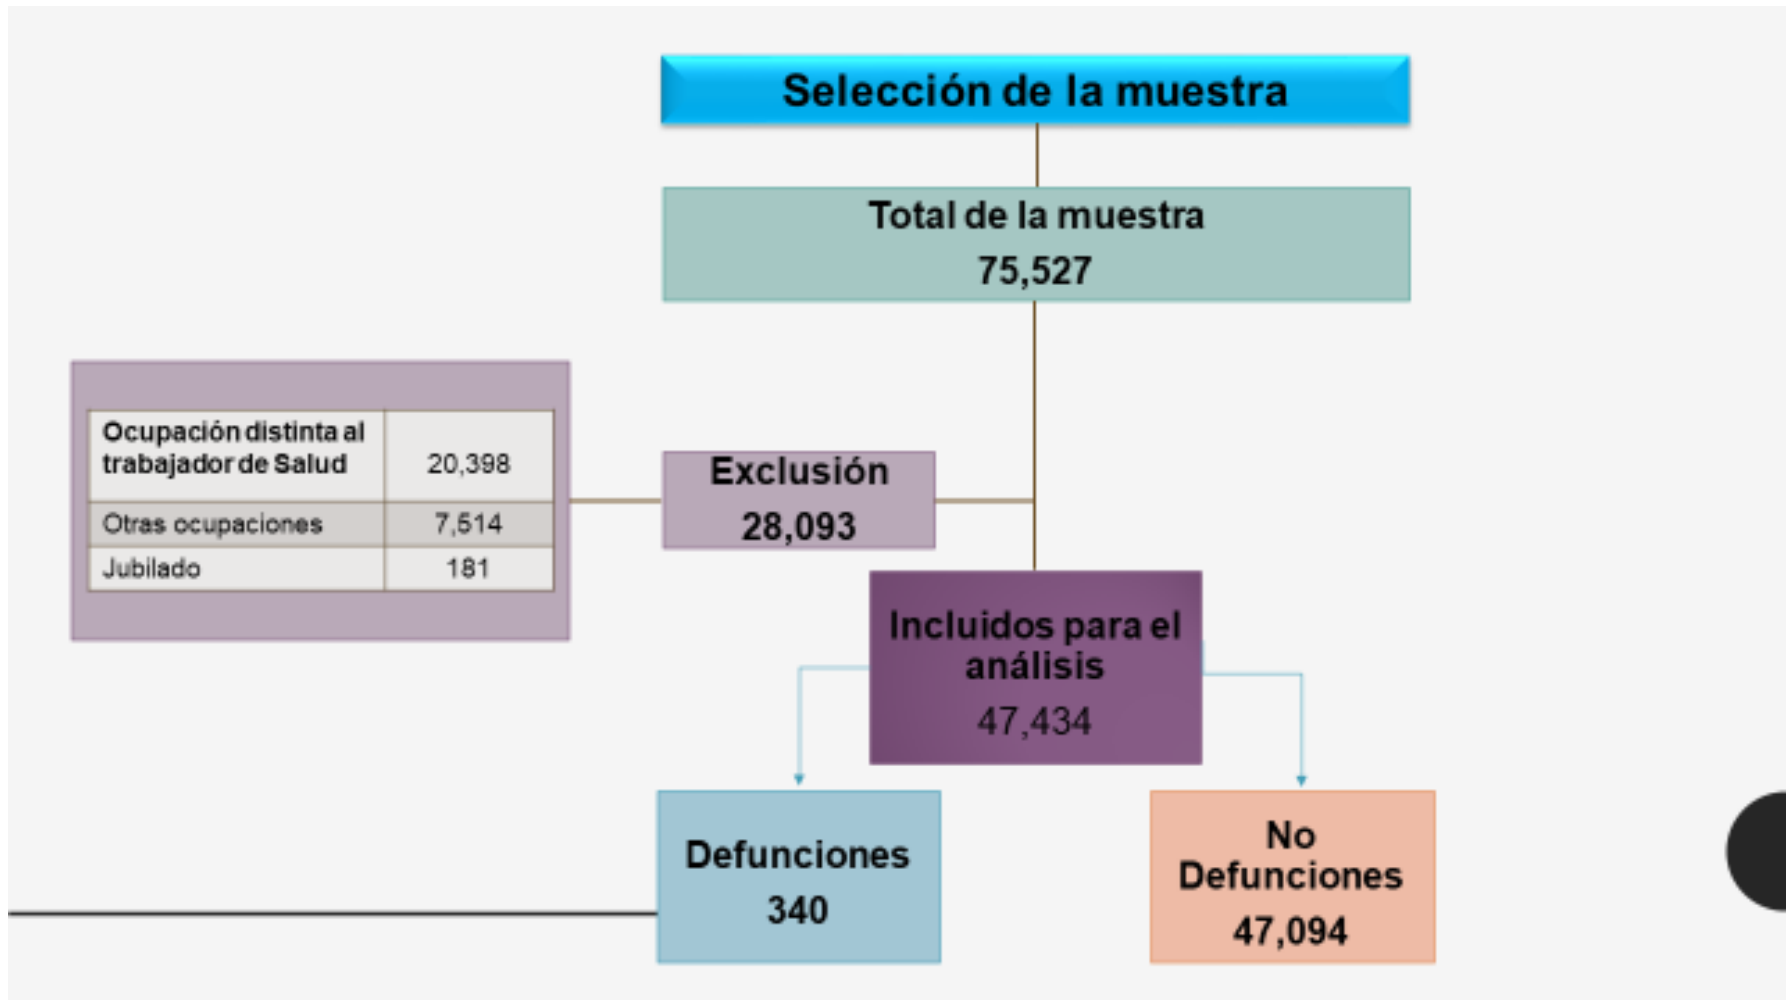 Selección de la muestra
Total de la muestra
75,527
Ocupación distinta al
trabajador de Salud
20,398
Otras ocupaciones
7,514
Jubilado
181
Exclusión
28,093
Incluidos para el
análisis
47,434
Defunciones
340
No
Defunciones
47,094